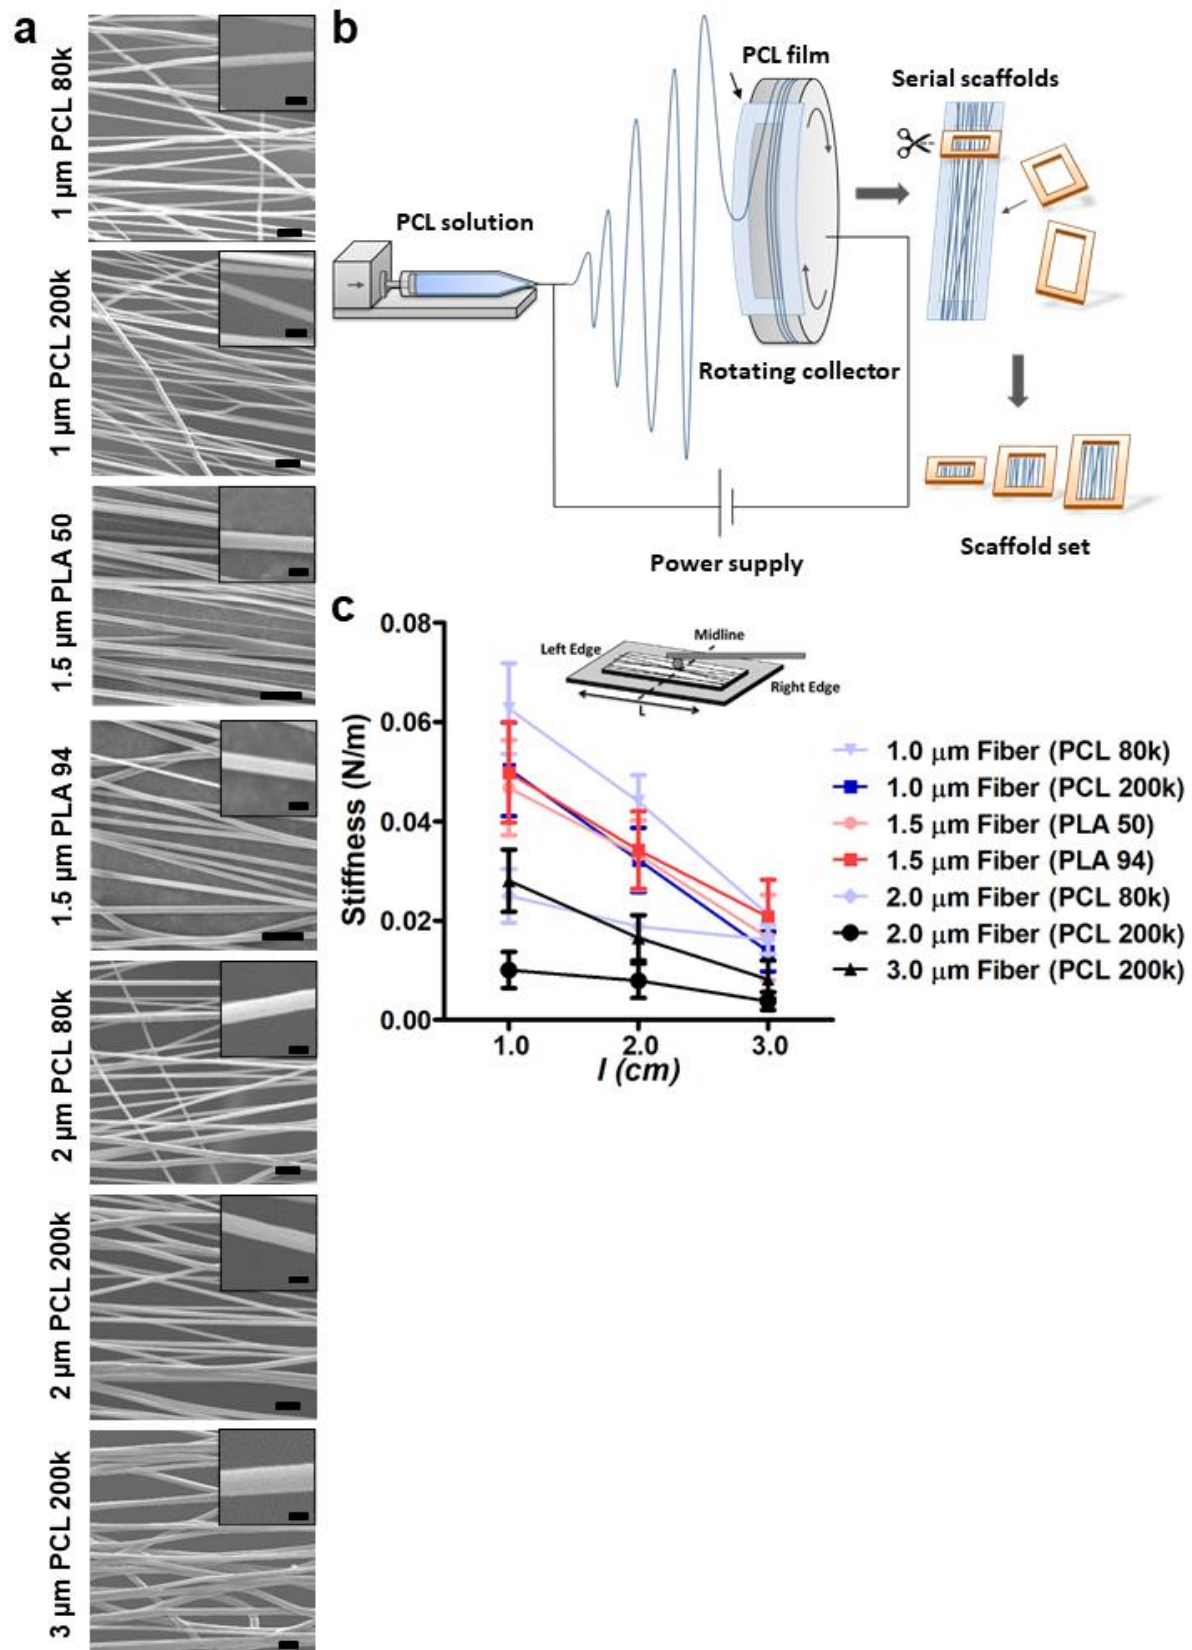 a
1 µm PCL 80k
1 µm PCL 200k
1.5 µm PLA 50
1.5 µm PLA 94
2 µm PCL 80k
2 µm PCL 200k
3 µm PCL 200k
b
PCL solution
PCL film
Rotating collector
Power supply
Serial scaffolds
Scaffold set
c
Stiffness (N/m)
0.08
0.06
0.04
0.02
0.00
1.0 2.0 3.0
l (cm)
Left Edge
Midline
Right Edge
L
1.0 µm Fiber (PCL 80k)
1.0 µm Fiber (PCL 200k)
1.5 µm Fiber (PLA 50)
1.5 µm Fiber (PLA 94)
2.0 µm Fiber (PCL 80k)
2.0 µm Fiber (PCL 200k)
3.0 µm Fiber (PCL 200k)